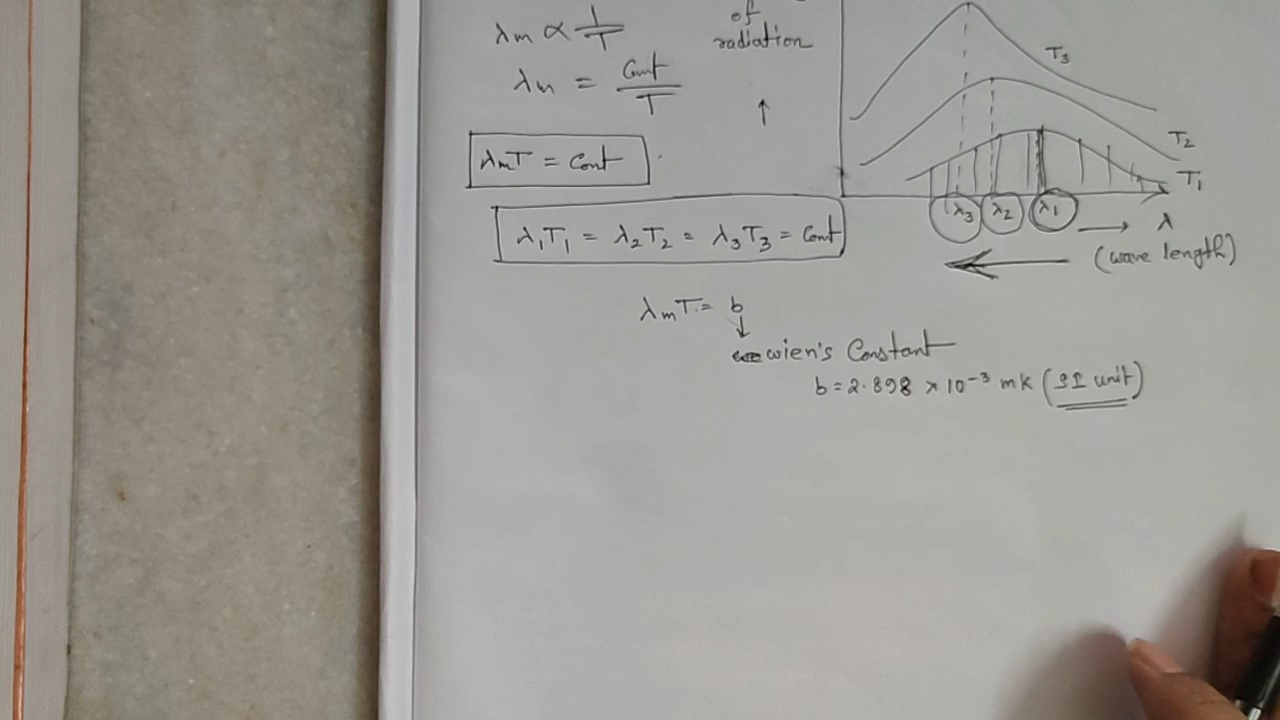 λm ∝ 1/T
of
radiation
λm = Cont/T
λmT = Cont
λ1T1 = λ2T2 = λ3T3 = Cont
T3
T2
T1
λ3 λ2 λ1 → λ
(wave length)
λmT = b
wien's Constant
b = 2.898 × 10⁻³ mk (SI unit)